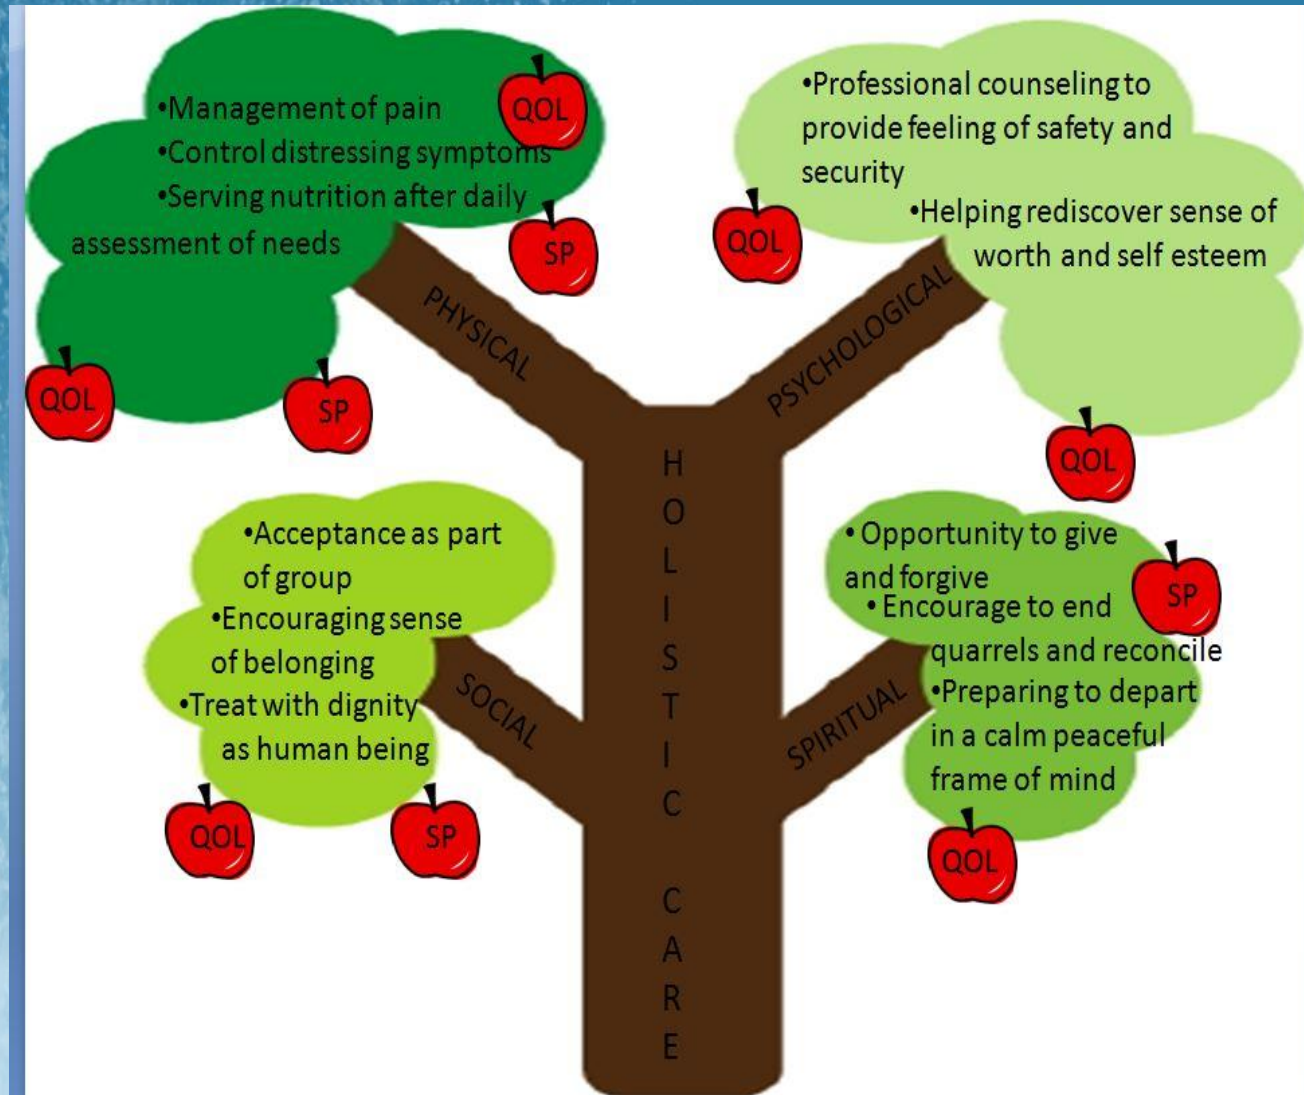 •Management of pain
•Control distressing symptoms
•Serving nutrition after daily
assessment of needs
QOL
SP
QOL
SP
PHYSICAL
•Professional counseling to
provide feeling of safety and
security
•Helping rediscover sense of
worth and self esteem
QOL
QOL
PSYCHOLOGICAL
HOLISTIC CARE
•Acceptance as part
of group
•Encouraging sense
of belonging
•Treat with dignity
as human being
QOL
SP
SOCIAL
• Opportunity to give
and forgive
• Encourage to end
quarrels and reconcile
•Preparing to depart
in a calm peaceful
frame of mind
SP
QOL
SPIRITUAL